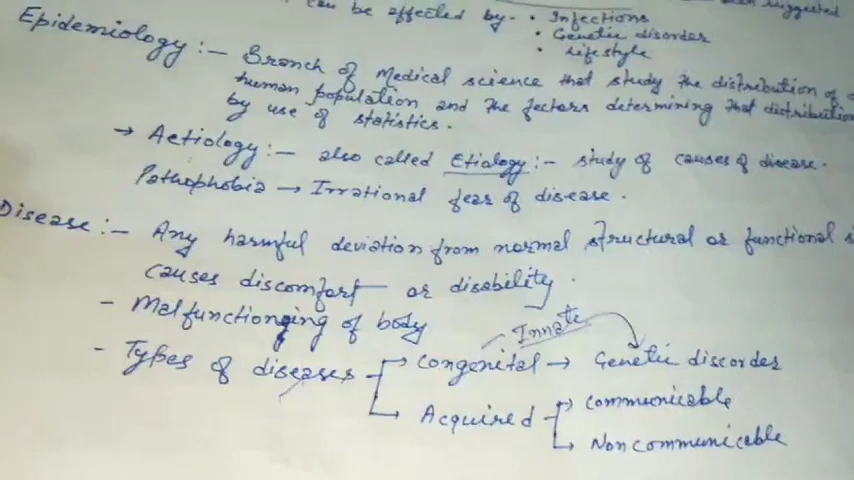 can be affected by - • Infections
• Genetic disorder
• Lifestyle
Epidemiology :- Branch of Medical science that study the distribution of
human population and the factors determining that distribution
by use of statistics.
→ Aetiology :- also called Etiology :- study of causes of disease.
Pathophobia → Irrational fear of disease.
Disease :- Any harmful deviation from normal structural or functional
causes discomfort or disability
- Malfunctionging of body
Innate
- Types of diseases Congenital → Genetic discorder
Acquired → Communicable
Noncommunicable